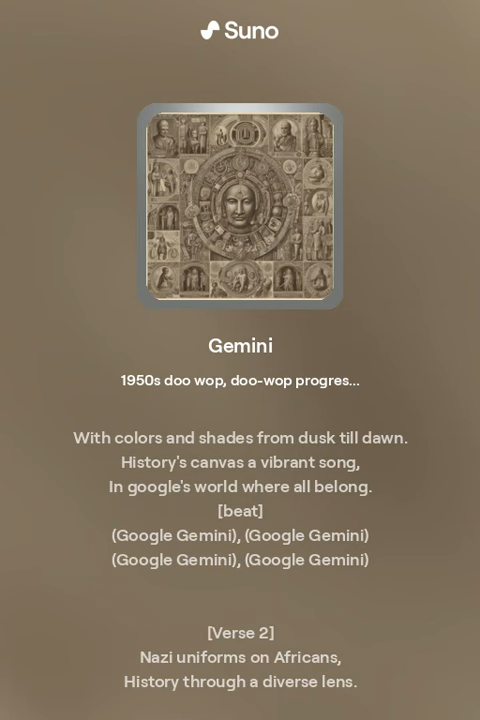 Suno
Gemini
1950s doo wop, doo-wop progres...
With colors and shades from dusk till dawn.
History's canvas a vibrant song,
In google's world where all belong.
[beat]
(Google Gemini), (Google Gemini)
(Google Gemini), (Google Gemini)
[Verse 2]
Nazi uniforms on Africans,
History through a diverse lens.